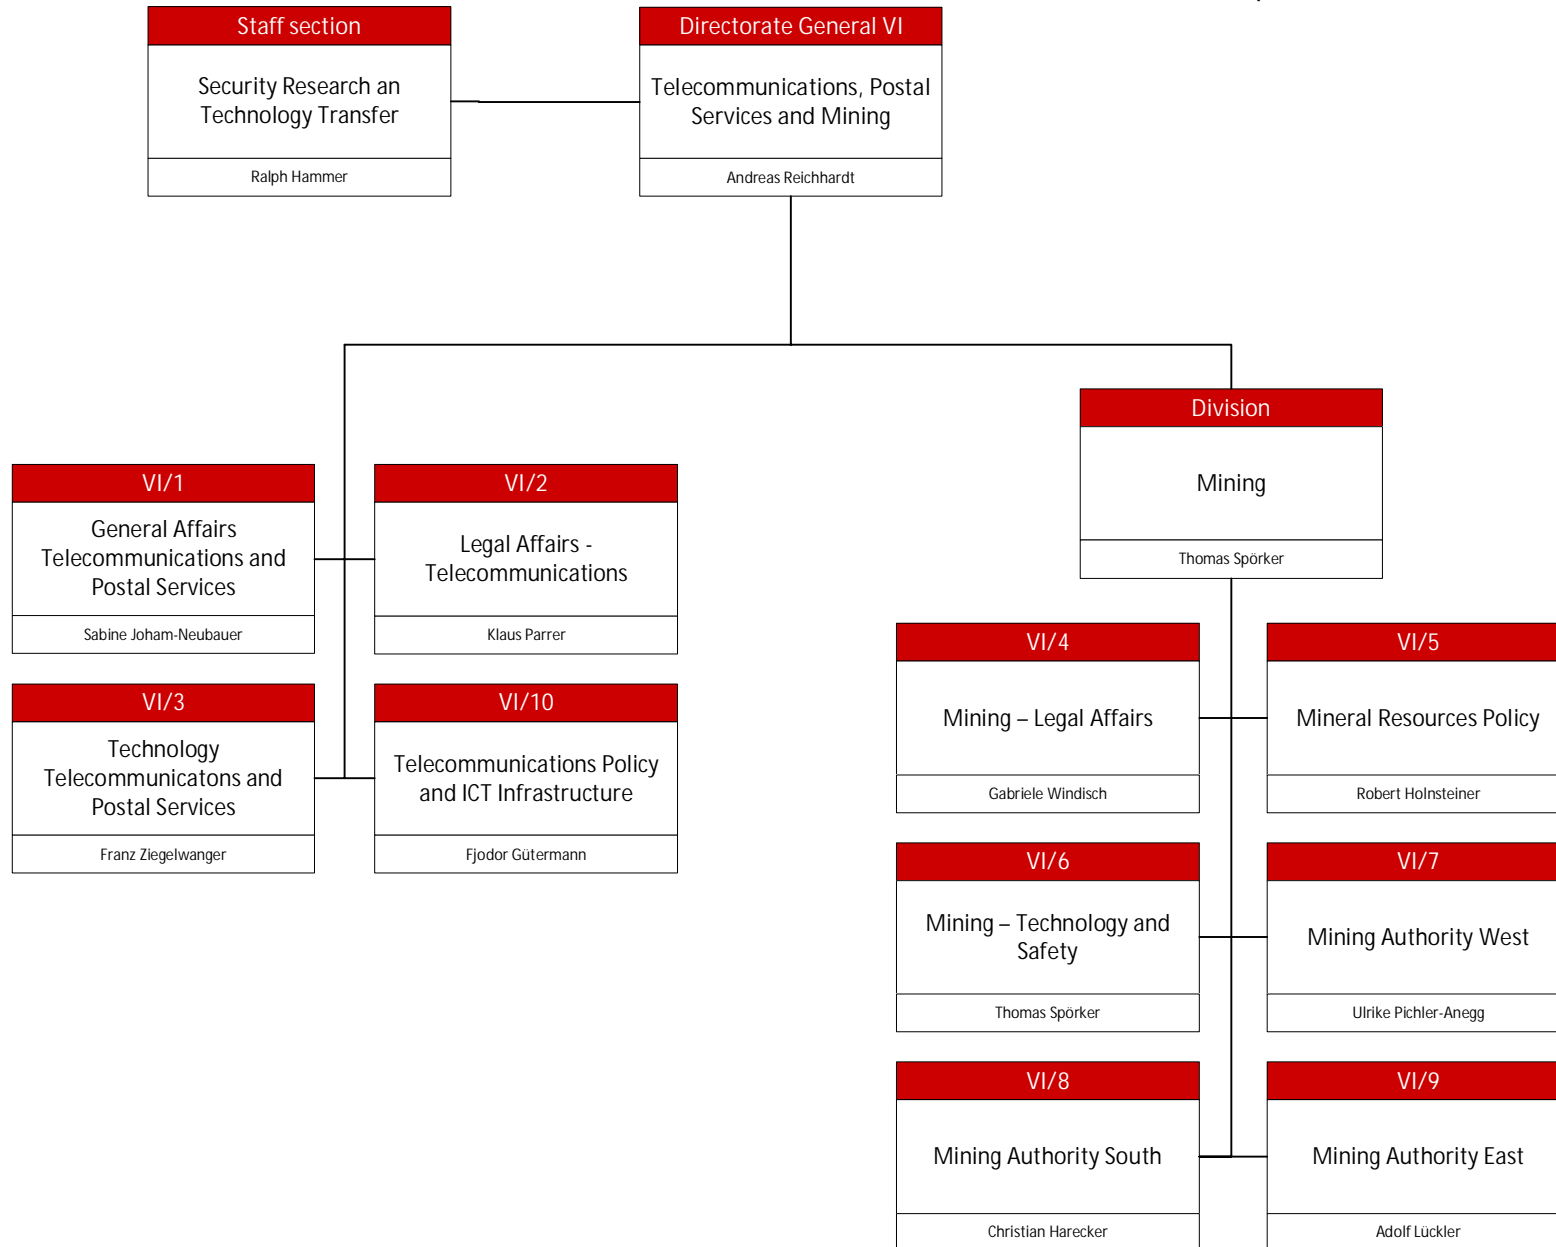 Staff section
Security Research an
Technology Transfer
Ralph Hammer
Directorate General VI
Telecommunications, Postal
Services and Mining
Andreas Reichhardt
Division
Mining
Thomas Spörker
VI/1
General Affairs
Telecommunications and
Postal Services
Sabine Joham-Neubauer
VI/2
Legal Affairs -
Telecommunications
Klaus Parrer
VI/3
Technology
Telecommunicatons and
Postal Services
Franz Ziegelwanger
VI/10
Telecommunications Policy
and ICT Infrastructure
Fjodor Gütermann
VI/4
Mining – Legal Affairs
Gabriele Windisch
VI/5
Mineral Resources Policy
Robert Holnsteiner
VI/6
Mining – Technology and
Safety
Thomas Spörker
VI/7
Mining Authority West
Ulrike Pichler-Anegg
VI/8
Mining Authority South
Christian Harecker
VI/9
Mining Authority East
Adolf Lückler